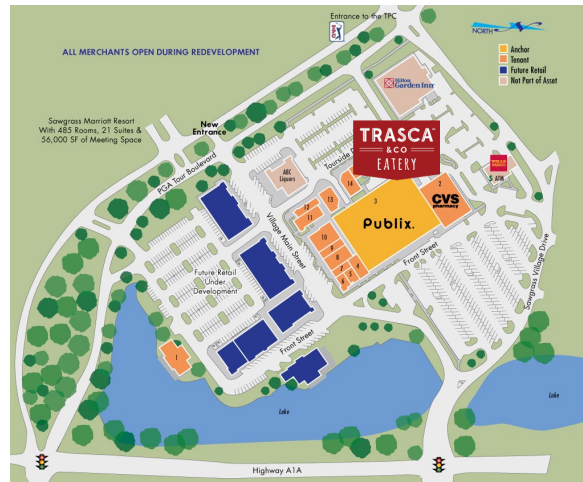 Entrance to the TPC
PGA TOUR
NORTH
ALL MERCHANTS OPEN DURING REDEVELOPMENT
Anchor
Tenant
Future Retail
Not Part of Asset
Hilton
Garden Inn
Sawgrass Marriott Resort
With 485 Rooms, 21 Suites &
56,000 SF of Meeting Space
New
Entrance
TRASCA
& CO
EATERY
Tourside D
WELLS
FARGO
S ATM
PGA Tour Boulevard
ABC
Liquors
14
13
12
11
3
2
CVS
pharmacy
Publix.
10
9
8
7
6
5
4
Village Main Street
Front Street
Sawgrass Village Drive
Future Retail
Under
Development
Front Street
1
Lake
Lake
Highway A1A